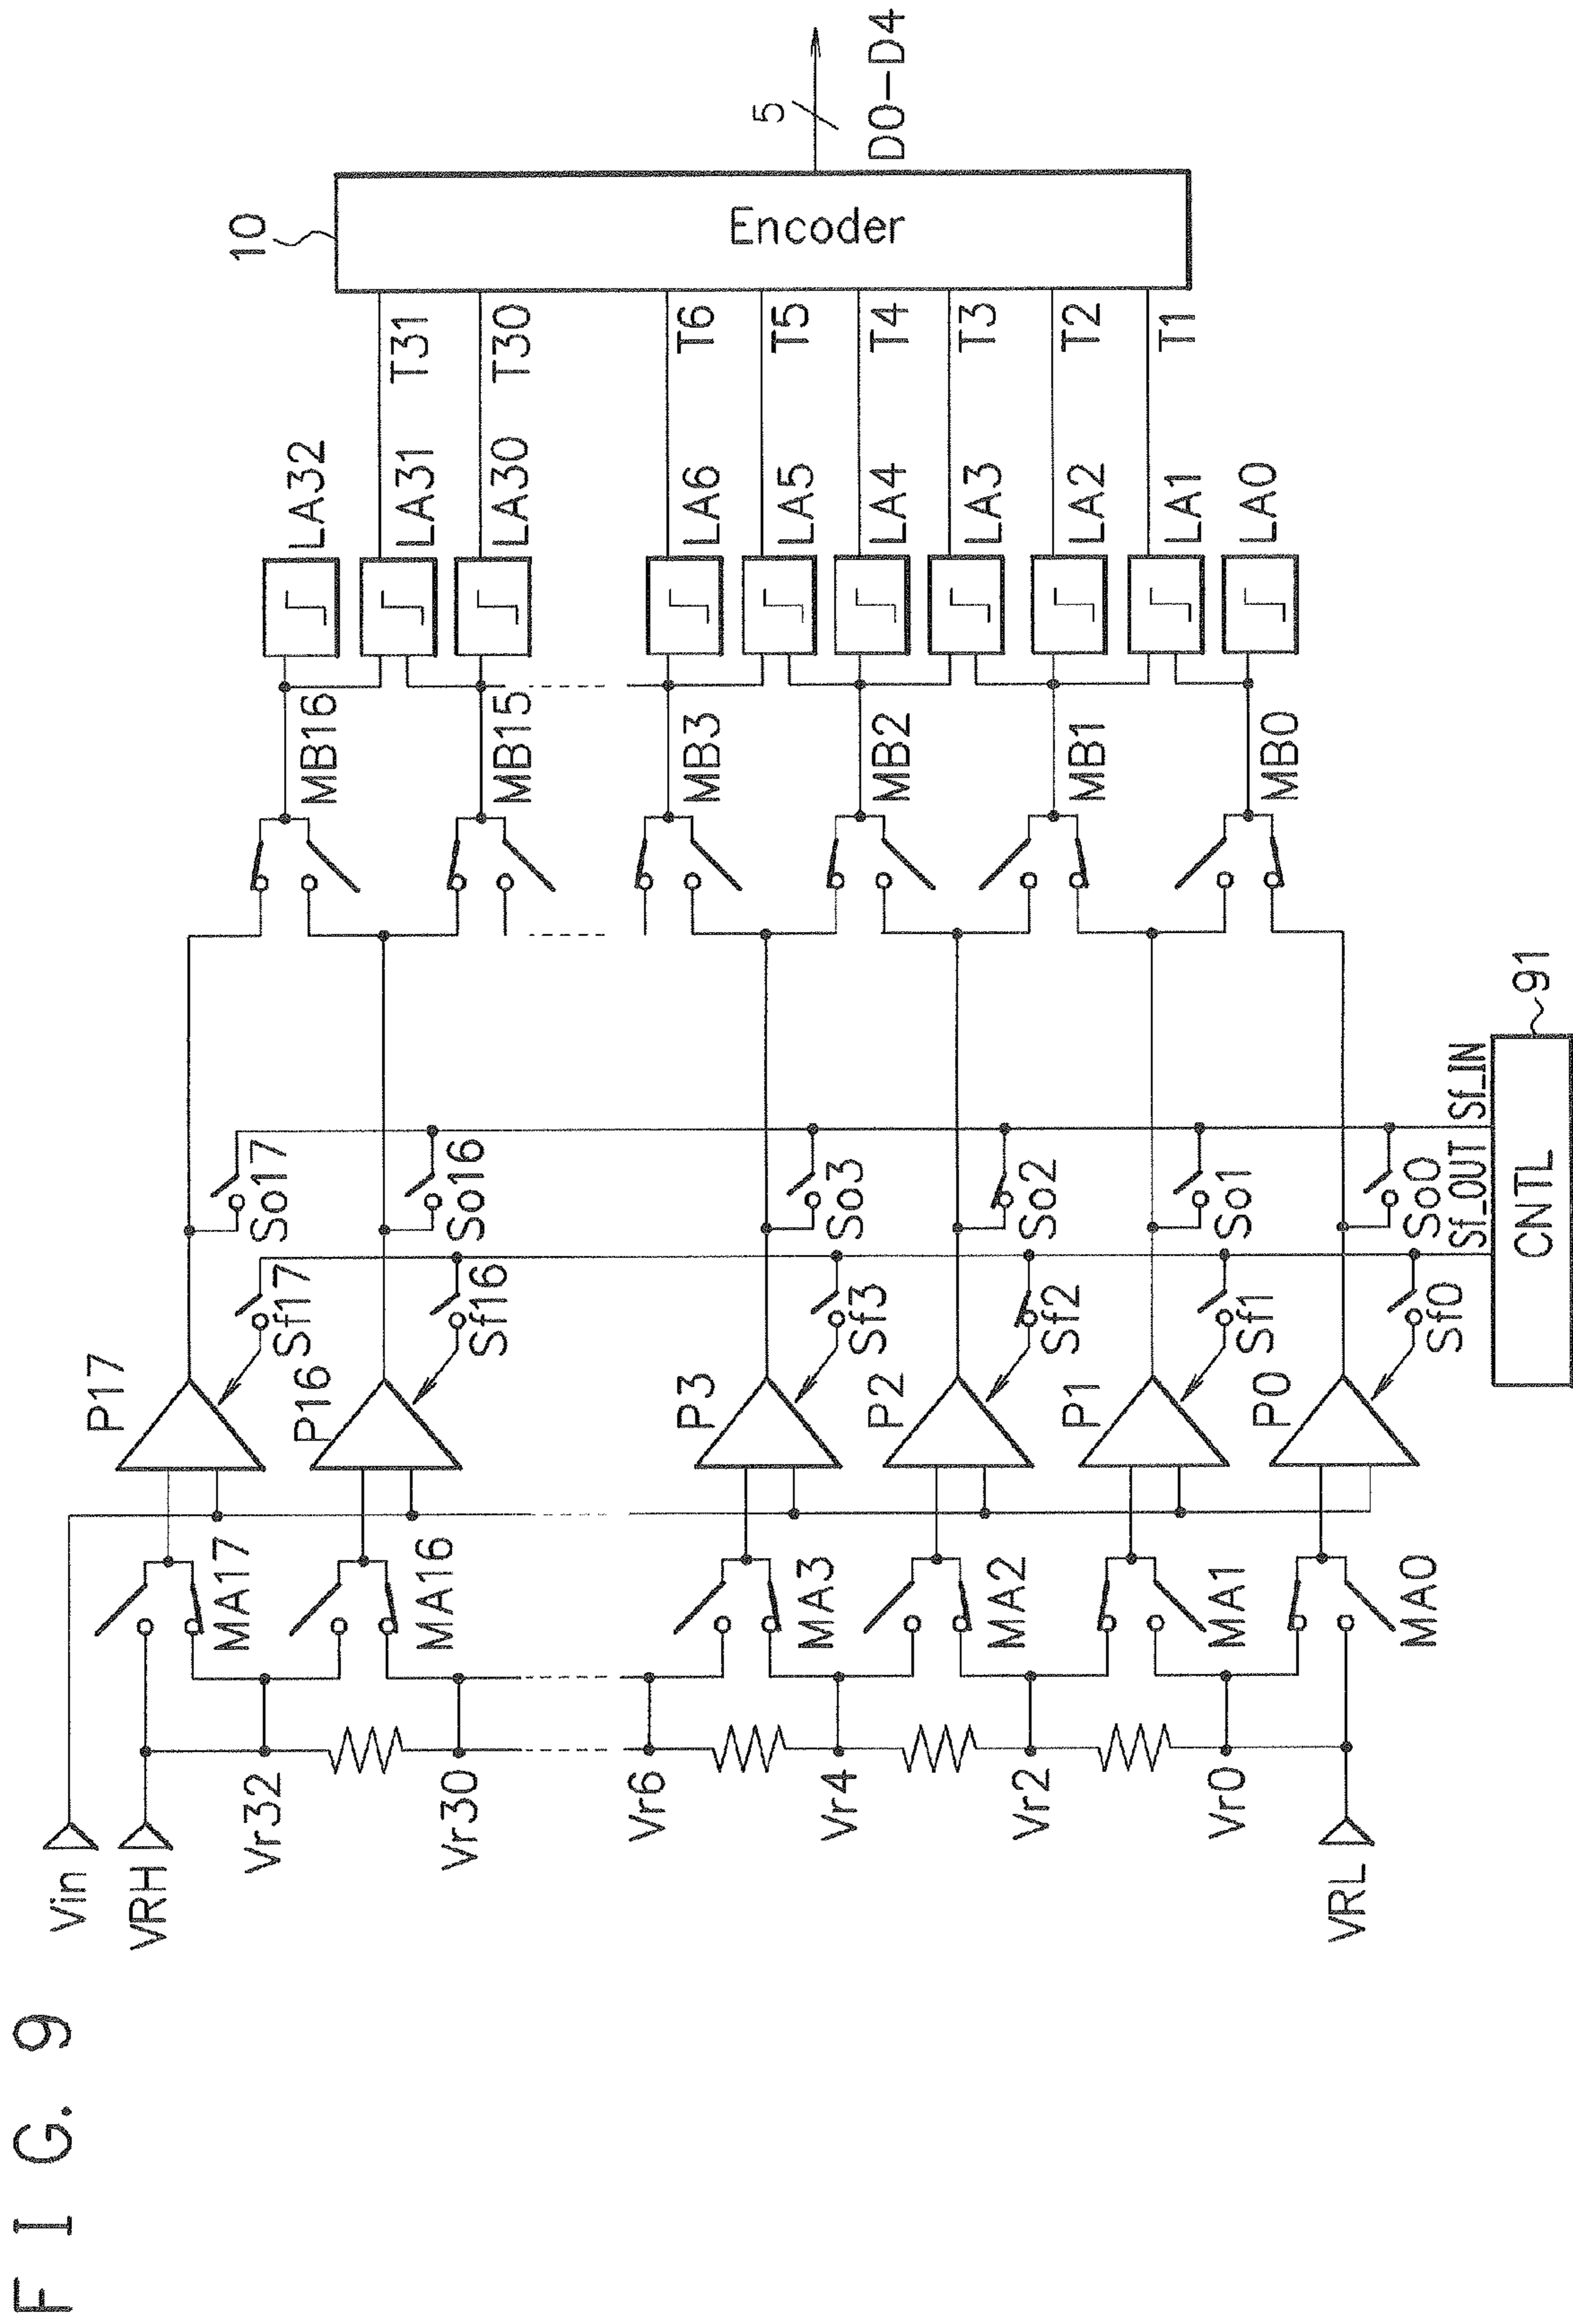 FIG. 9
Vin
VRH
VRL
Vr32
Vr30
Vr6
Vr4
Vr2
Vr0
MA17
MA16
MA3
MA2
MA1
MA0
P17
P16
P3
P2
P1
P0
Sf17
Sf16
Sf3
Sf2
Sf1
Sf0
So17
So16
So3
So2
So1
So0
Sf_OUT
Sf_IN
CNTL
91
MB16
MB15
MB3
MB2
MB1
MB0
LA32
LA31
LA30
LA6
LA5
LA4
LA3
LA2
LA1
LA0
T31
T30
T6
T5
T4
T3
T2
T1
10
Encoder
5
D0-D4